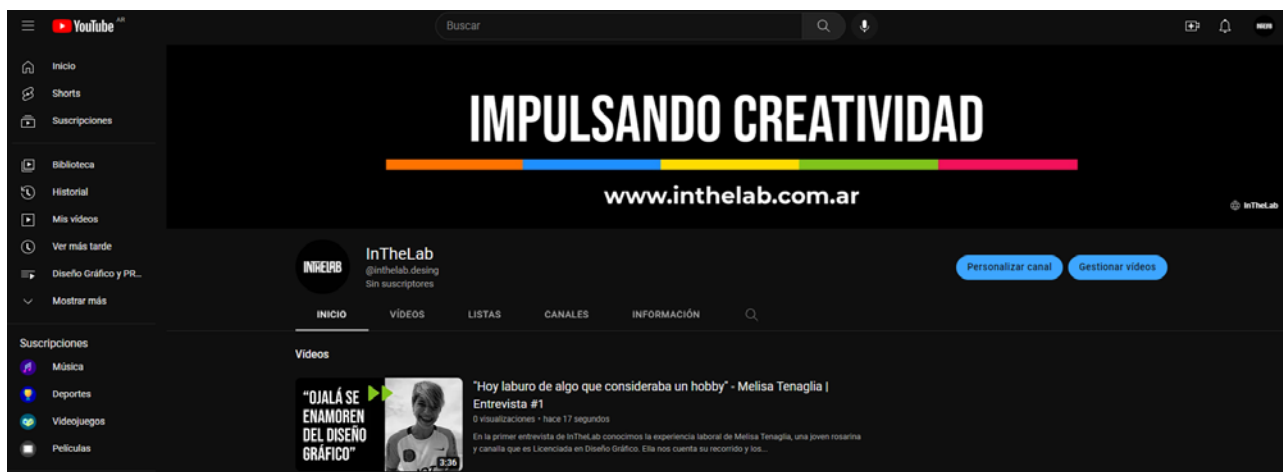 YouTube AR
Buscar
Inicio
Shorts
Suscripciones
Biblioteca
Historial
Mis vídeos
Ver más tarde
Diseño Gráfico y PR...
Mostrar más
Suscripciones
Música
Deportes
Videojuegos
Películas
IMPULSANDO CREATIVIDAD
www.inthelab.com.ar
InTheLab
INTHELAB
InTheLab
@inthelab.desing
Sin suscriptores
Personalizar canal
Gestionar vídeos
INICIO
VÍDEOS
LISTAS
CANALES
INFORMACIÓN
Vídeos
“OJALÁ SE
ENAMOREN
DEL DISEÑO
GRÁFICO”
3:36
"Hoy laburo de algo que consideraba un hobby" - Melisa Tenaglia |
Entrevista #1
0 visualizaciones • hace 17 segundos
En la primer entrevista de InTheLab conocimos la experiencia laboral de Melisa Tenaglia, una joven rosarina
y canalla que es Licenciada en Diseño Gráfico. Ella nos cuenta su recorrido y los...